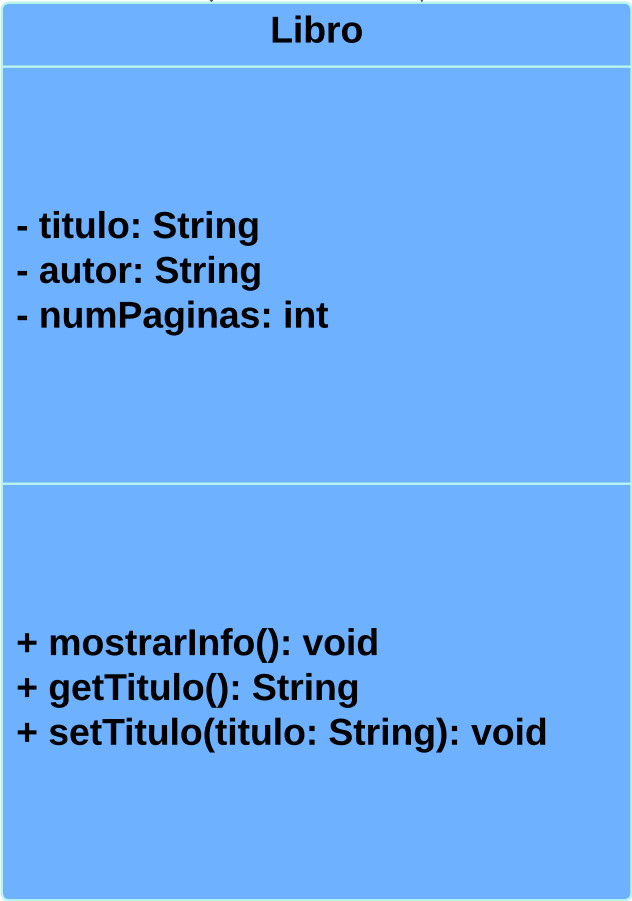 Libro
- titulo: String
- autor: String
- numPaginas: int
+ mostrarInfo(): void
+ getTitulo(): String
+ setTitulo(titulo: String): void